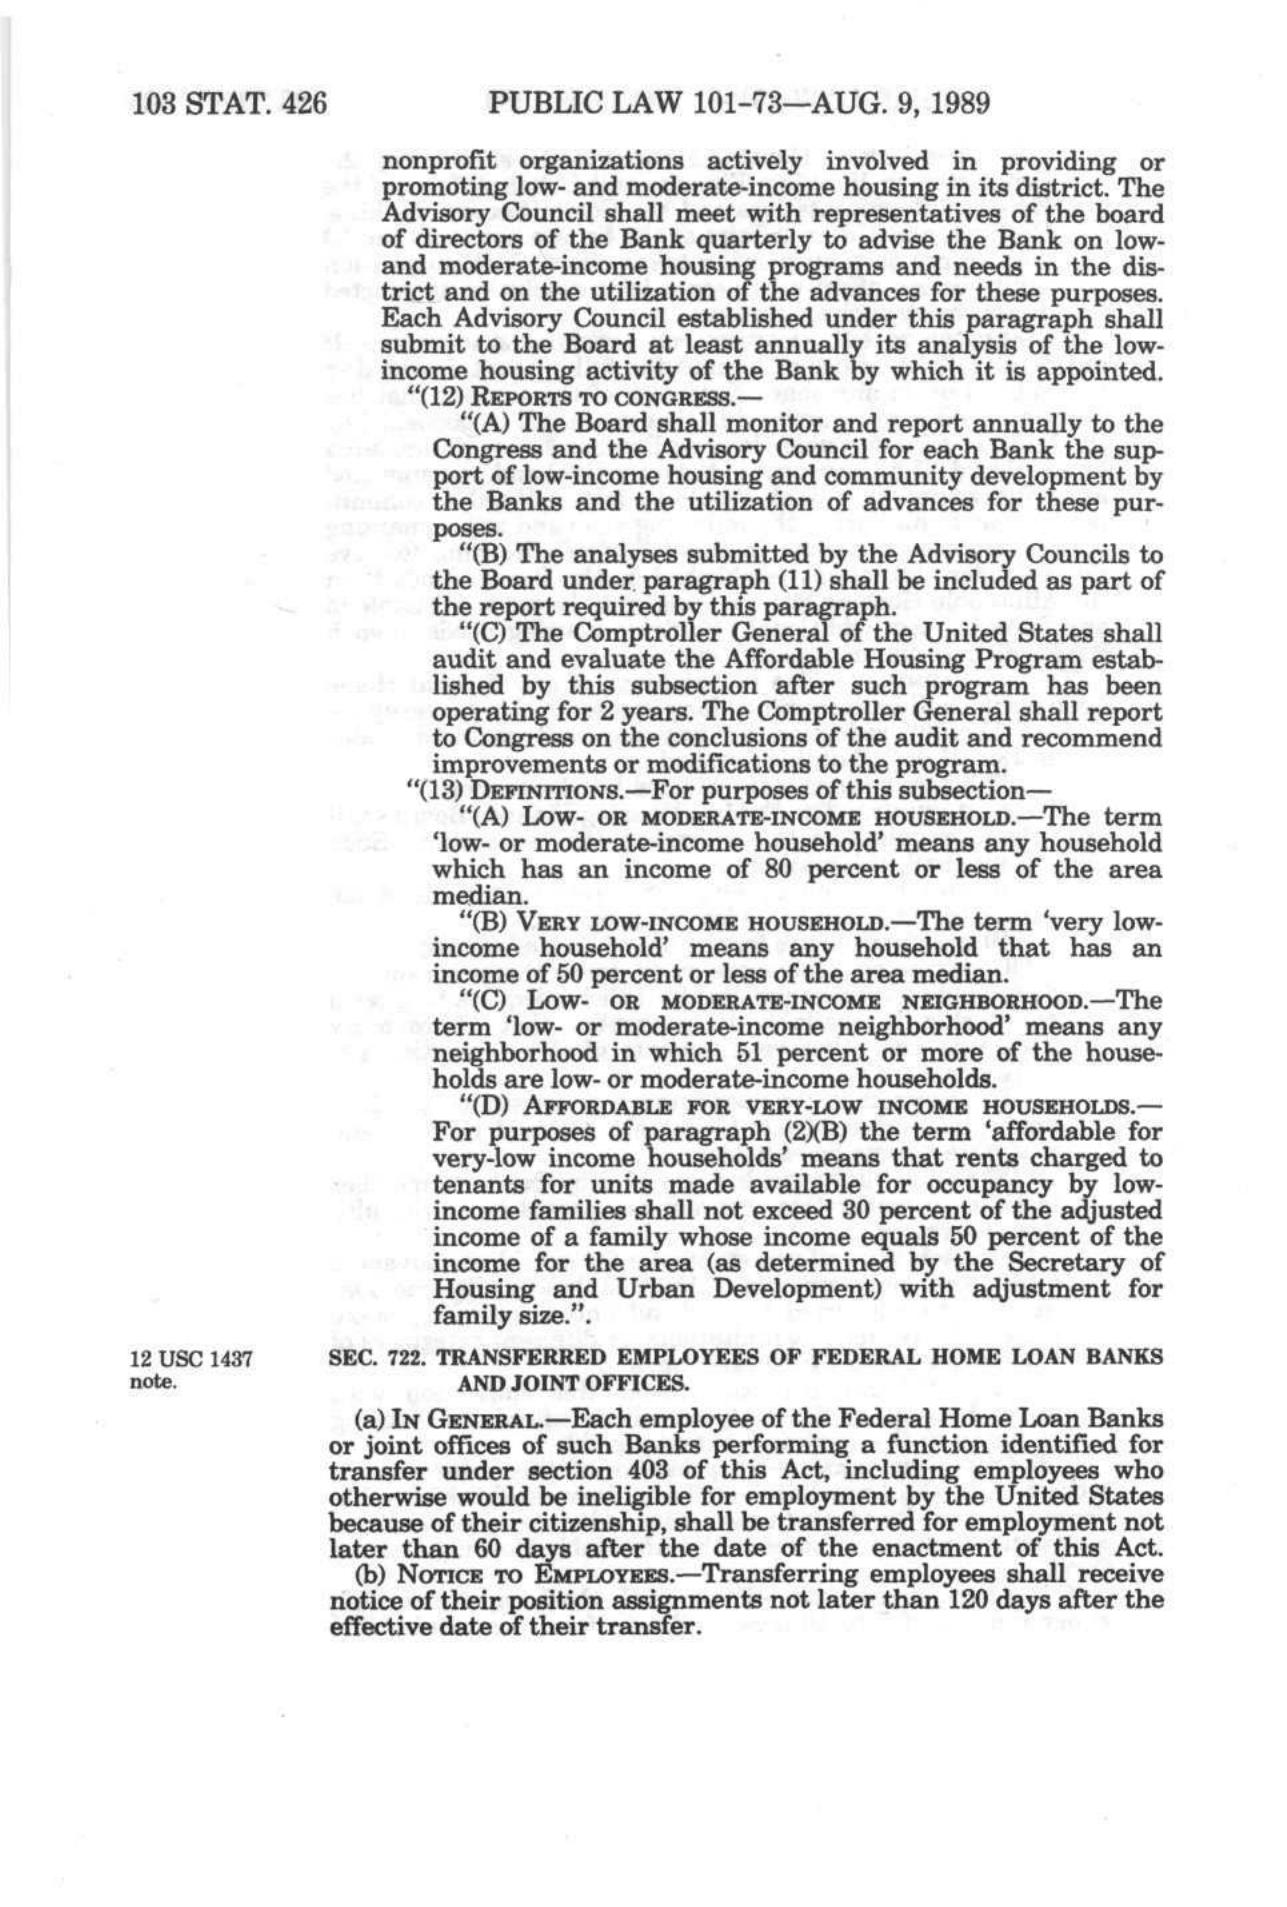 103 STAT. 426 PUBLIC LAW 101-73—AUG. 9, 1989
nonprofit organizations actively involved in providing or
promoting low- and moderate-income housing in its district. The
Advisory Council shall meet with representatives of the board
of directors of the Bank quarterly to advise the Bank on low-
and moderate-income housing programs and needs in the dis-
trict and on the utilization of the advances for these purposes.
Each Advisory Council established under this paragraph shall
submit to the Board at least annually its analysis of the low-
income housing activity of the Bank by which it is appointed.
“(12) REPORTS TO CONGRESS.—
“(A) The Board shall monitor and report annually to the
Congress and the Advisory Council for each Bank the sup-
port of low-income housing and community development by
the Banks and the utilization of advances for these pur-
poses.
“(B) The analyses submitted by the Advisory Councils to
the Board under paragraph (11) shall be included as part of
the report required by this paragraph.
“(C) The Comptroller General of the United States shall
audit and evaluate the Affordable Housing Program estab-
lished by this subsection after such program has been
operating for 2 years. The Comptroller General shall report
to Congress on the conclusions of the audit and recommend
improvements or modifications to the program.
“(13) DEFINITIONS.—For purposes of this subsection—
“(A) LOW- OR MODERATE-INCOME HOUSEHOLD.—The term
‘low- or moderate-income household’ means any household
which has an income of 80 percent or less of the area
median.
“(B) VERY LOW-INCOME HOUSEHOLD.—The term ‘very low-
income household’ means any household that has an
income of 50 percent or less of the area median.
“(C) LOW- OR MODERATE-INCOME NEIGHBORHOOD.—The
term ‘low- or moderate-income neighborhood’ means any
neighborhood in which 51 percent or more of the house-
holds are low- or moderate-income households.
“(D) AFFORDABLE FOR VERY-LOW INCOME HOUSEHOLDS.—
For purposes of paragraph (2)(B) the term ‘affordable for
very-low income households’ means that rents charged to
tenants for units made available for occupancy by low-
income families shall not exceed 30 percent of the adjusted
income of a family whose income equals 50 percent of the
income for the area (as determined by the Secretary of
Housing and Urban Development) with adjustment for
family size.”.
12 USC 1437
note.
SEC. 722. TRANSFERRED EMPLOYEES OF FEDERAL HOME LOAN BANKS
AND JOINT OFFICES.
(a) IN GENERAL.—Each employee of the Federal Home Loan Banks
or joint offices of such Banks performing a function identified for
transfer under section 403 of this Act, including employees who
otherwise would be ineligible for employment by the United States
because of their citizenship, shall be transferred for employment not
later than 60 days after the date of the enactment of this Act.
(b) NOTICE TO EMPLOYEES.—Transferring employees shall receive
notice of their position assignments not later than 120 days after the
effective date of their transfer.